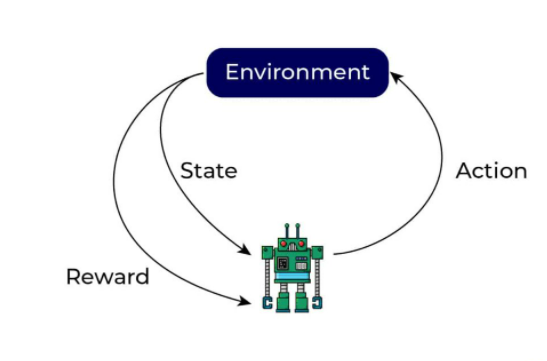 Environment
State
Action
Reward